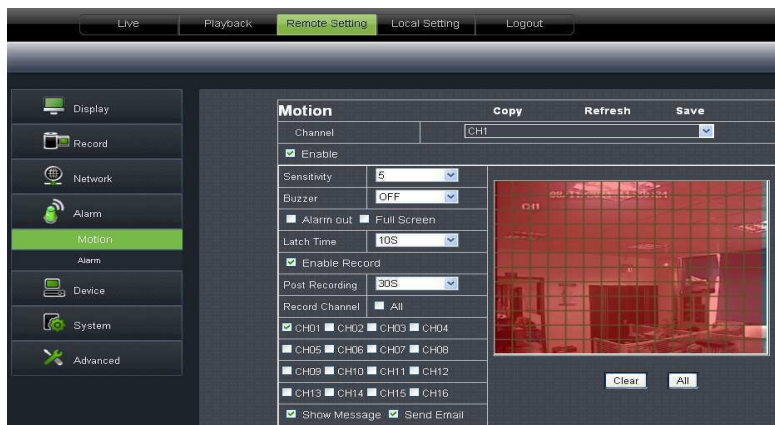 Live Playback Remote Setting Local Setting Logout
Display
Record
Network
Alarm
Motion
Alarm
Device
System
Advanced
Motion Copy Refresh Save
Channel CH1
Enable
Sensitivity 5
Buzzer OFF
Alarm out Full Screen
Latch Time 10S
Enable Record
Post Recording 30S
Record Channel All
CH01 CH02 CH03 CH04
CH05 CH06 CH07 CH08
CH09 CH10 CH11 CH12
CH13 CH14 CH15 CH16
Show Message Send Email
CH1
Clear All